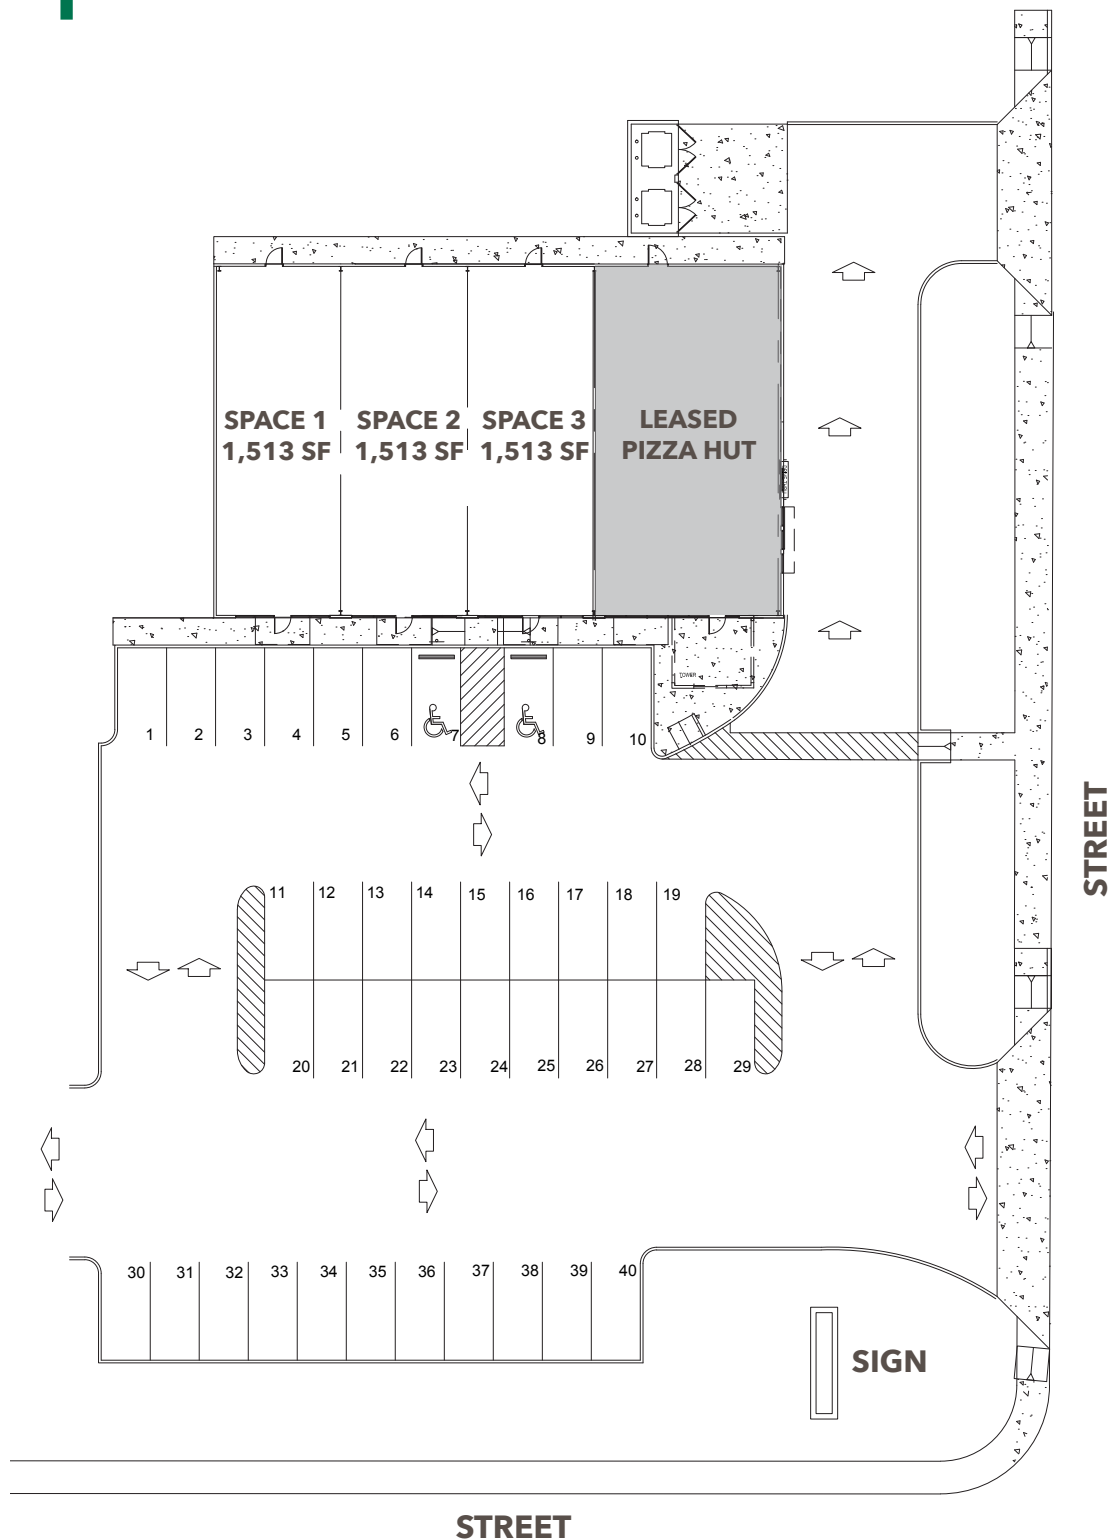 SPACE 1
1,513 SF
SPACE 2
1,513 SF
SPACE 3
1,513 SF
LEASED
PIZZA HUT
TOWER
1 2 3 4 5 6 7 8 9 10
11 12 13 14 15 16 17 18 19
20 21 22 23 24 25 26 27 28 29
30 31 32 33 34 35 36 37 38 39 40
SIGN
STREET
STREET